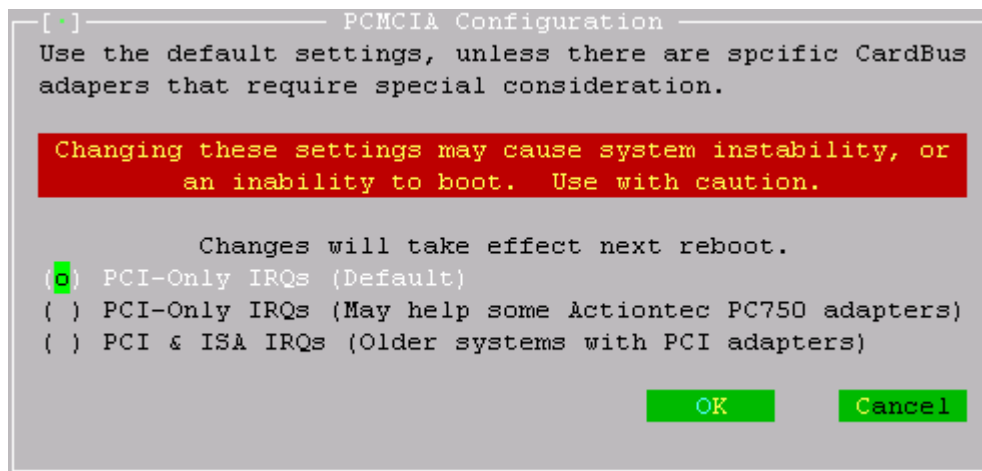 [·] PCMCIA Configuration
Use the default settings, unless there are spcific CardBus
adapers that require special consideration.
Changing these settings may cause system instability, or
an inability to boot. Use with caution.
Changes will take effect next reboot.
(o) PCI-Only IRQs (Default)
( ) PCI-Only IRQs (May help some Actiontec PC750 adapters)
( ) PCI & ISA IRQs (Older systems with PCI adapters)
OK Cancel